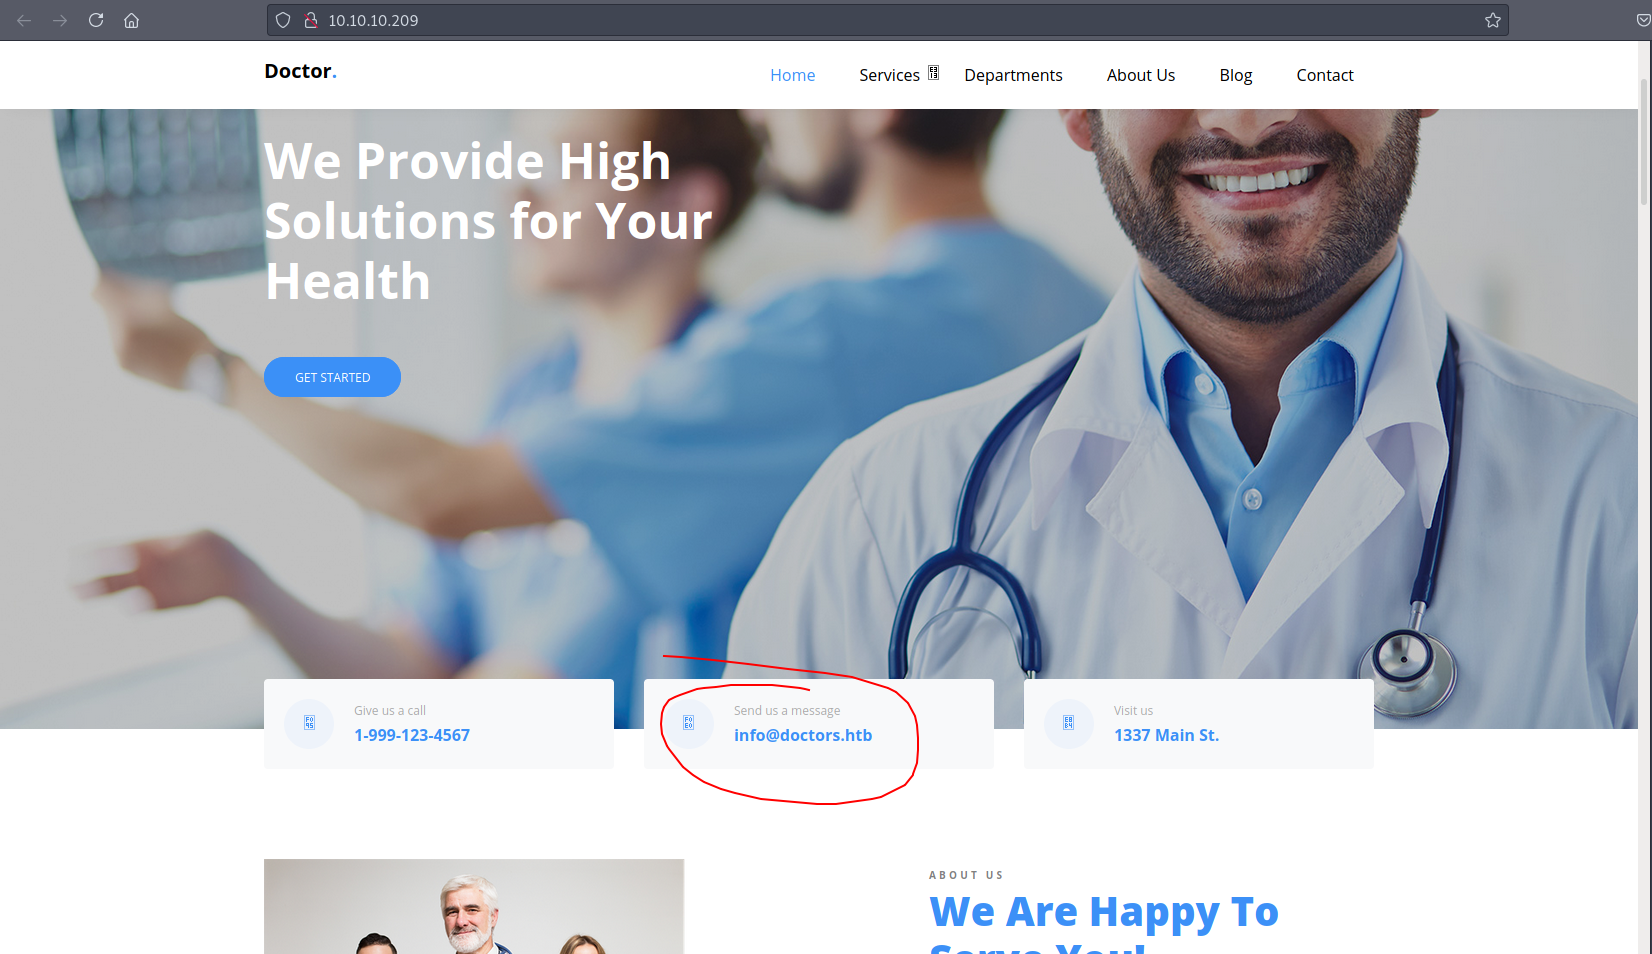 10.10.10.209
Doctor.
Home Services Departments About Us Blog Contact
We Provide High
Solutions for Your
Health
GET STARTED
Give us a call
1-999-123-4567
Send us a message
info@doctors.htb
Visit us
1337 Main St.
ABOUT US
We Are Happy To
Serve You!